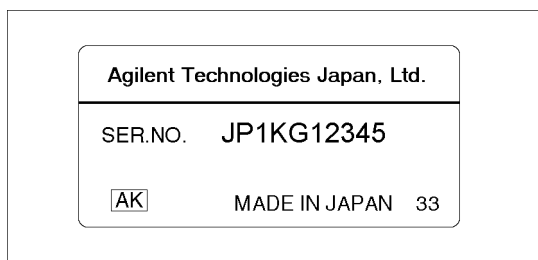 Agilent Technologies Japan, Ltd.
SER.NO. JP1KG12345
AK MADE IN JAPAN 33